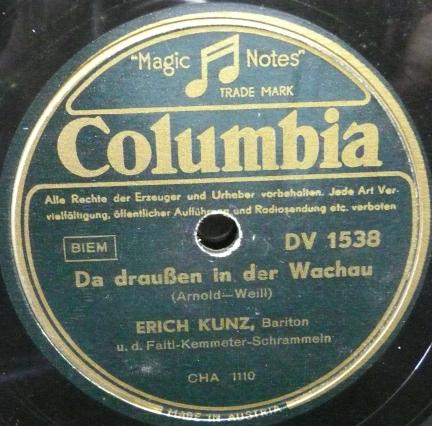 "Magic Notes"
TRADE MARK
Columbia
Alle Rechte der Erzeuger und Urheber vorbehalten. Jede Art Ver-
vielfältigung, öffentlicher Aufführung und Radiosendung etc. verboten
BIEM
DV 1538
Da draußen in der Wachau
(Arnold—Weill)
ERICH KUNZ, Bariton
u. d. Faltl-Kemmeter-Schrammeln
CHA 1110
MADE IN AUSTRIA